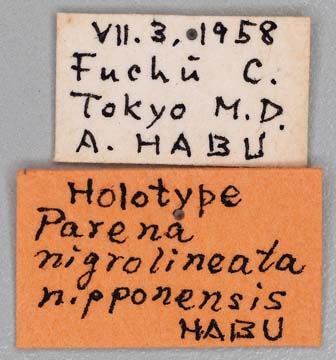 VII. 3, 1958
Fuchū C.
Tokyo M.D.
A. HABU
Holotype
Parena
nigrolineata
nipponensis
HABU